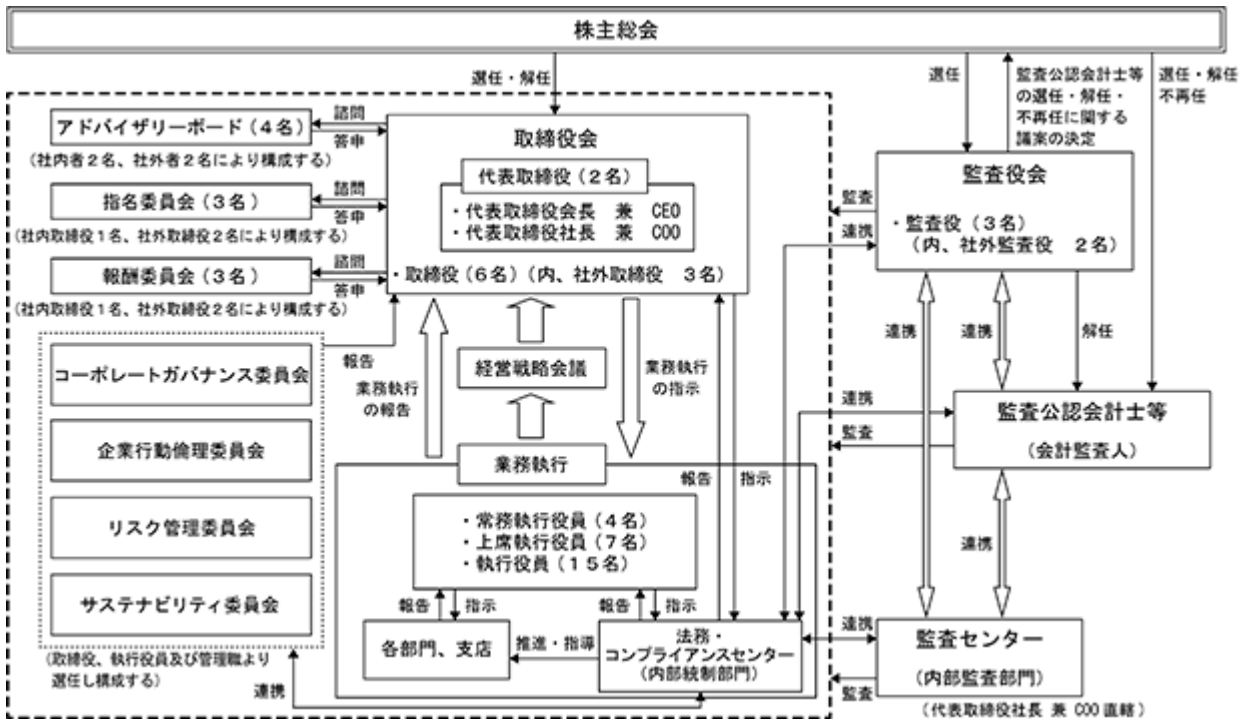 株主総会
選任・解任
選任
監査公認会計士等
の選任・解任・
不再任に関する
議案の決定
選任・解任
不再任
アドバイザリーボード(4名)
(社内者2名、社外者2名により構成する)
諮問
答申
指名委員会(3名)
(社内取締役1名、社外取締役2名により構成する)
諮問
答申
報酬委員会(3名)
(社内取締役1名、社外取締役2名により構成する)
諮問
答申
取締役会
代表取締役(2名)
・代表取締役会長 兼 CEO
・代表取締役社長 兼 COO
・取締役(6名)(内、社外取締役 3名)
監査
連携
監査役会
・監査役(3名)
(内、社外監査役 2名)
コーポレートガバナンス委員会
企業行動倫理委員会
リスク管理委員会
サステナビリティ委員会
(取締役、執行役員及び管理職より
選任し構成する)
報告
業務執行
の報告
経営戦略会議
業務執行
の指示
連携
連携
解任
連携
監査
監査公認会計士等
(会計監査人)
業務執行
報告
指示
・常務執行役員(4名)
・上席執行役員(7名)
・執行役員(15名)
連携
報告
指示
報告
指示
各部門、支店
推進・指導
法務・
コンプライアンスセンター
(内部統制部門)
連携
連携
監査
監査センター
(内部監査部門)
(代表取締役社長 兼 COO直轄)